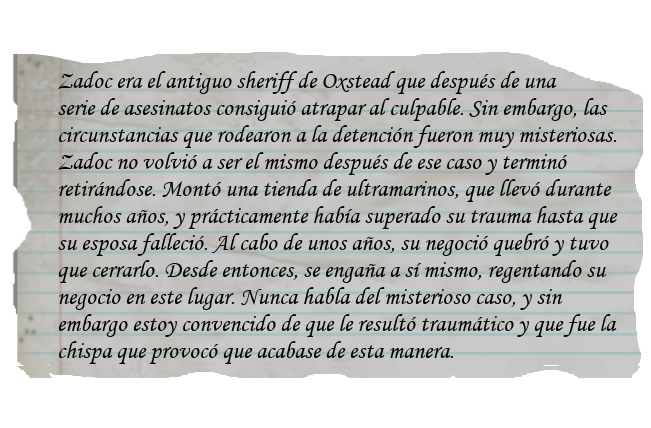 Zadoc era el antiguo sheriff de Oxstead que después de una
serie de asesinatos consiguió atrapar al culpable. Sin embargo, las
circunstancias que rodearon a la detención fueron muy misteriosas.
Zadoc no volvió a ser el mismo después de ese caso y terminó
retirándose. Montó una tienda de ultramarinos, que llevó durante
muchos años, y prácticamente había superado su trauma hasta que
su esposa falleció. Al cabo de unos años, su negoció quebró y tuvo
que cerrarlo. Desde entonces, se engaña a sí mismo, regentando su
negocio en este lugar. Nunca habla del misterioso caso, y sin
embargo estoy convencido de que le resultó traumático y que fue la
chispa que provocó que acabase de esta manera.